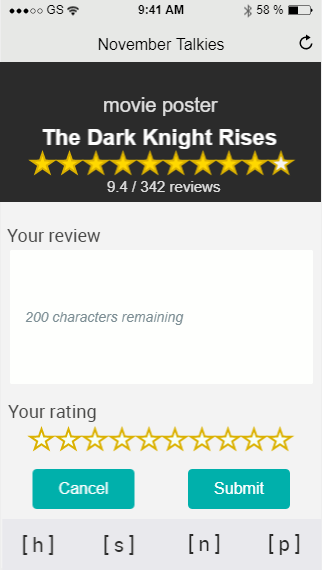 GS 9:41 AM 58 %
November Talkies
movie poster
The Dark Knight Rises
9.4 / 342 reviews
Your review
200 characters remaining
Your rating
Cancel Submit
[ h ] [ s ] [ n ] [ p ]